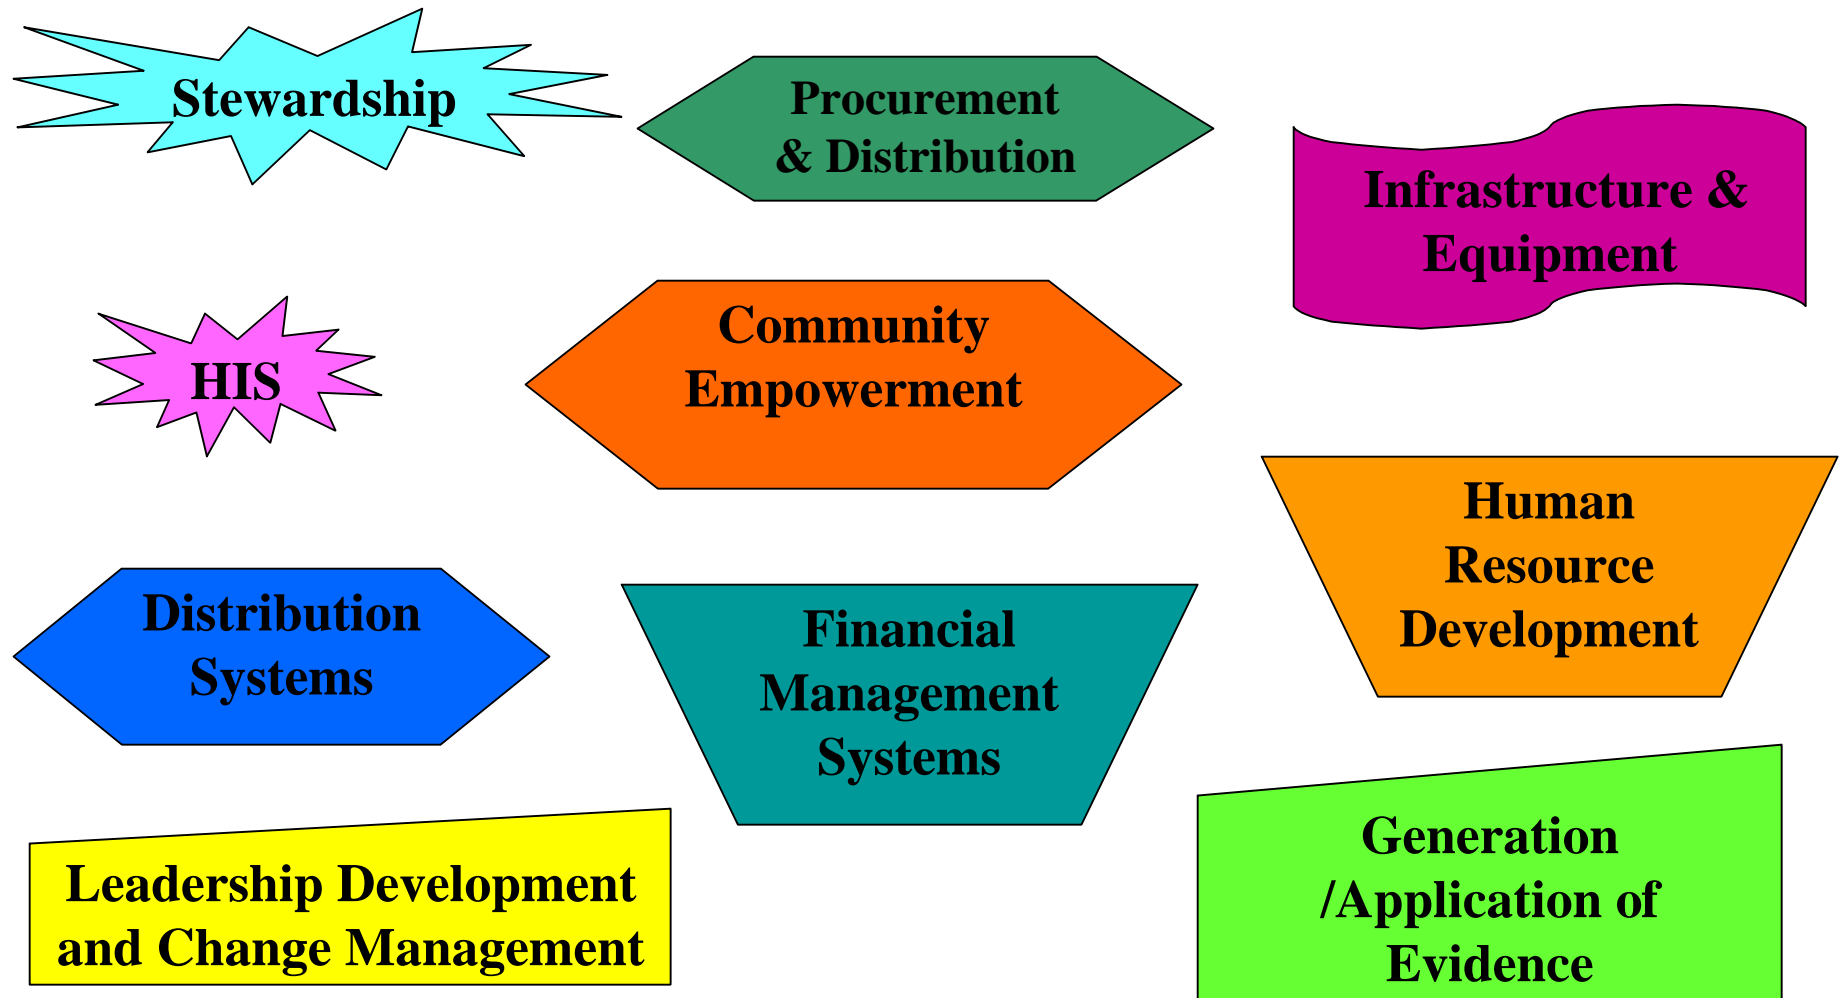 Stewardship
Procurement
& Distribution
Infrastructure &
Equipment
HIS
Community
Empowerment
Human
Resource
Development
Distribution
Systems
Financial
Management
Systems
Leadership Development
and Change Management
Generation
/Application of
Evidence